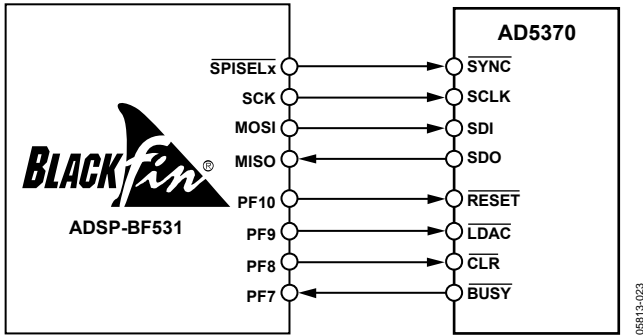 AD5370
SPISELx
SYNC
SCK
SCLK
MOSI
SDI
MISO
SDO
BLACKfin®
ADSP-BF531
PF10
RESET
PF9
LDAC
PF8
CLR
PF7
BUSY
05813-023